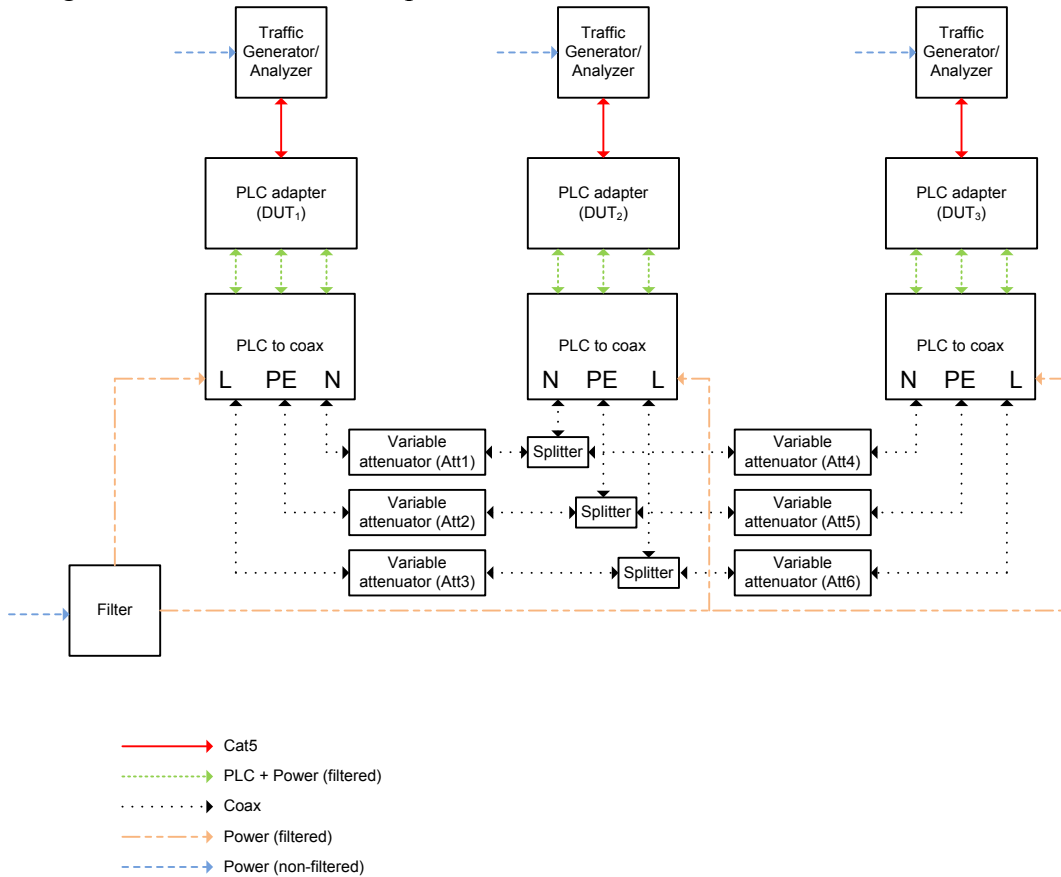 Traffic
Generator/
Analyzer
Traffic
Generator/
Analyzer
Traffic
Generator/
Analyzer
PLC adapter
(DUT₁)
PLC adapter
(DUT₂)
PLC adapter
(DUT₃)
PLC to coax
L PE N
PLC to coax
N PE L
PLC to coax
N PE L
Variable
attenuator (Att1)
Splitter
Variable
attenuator (Att4)
Variable
attenuator (Att2)
Splitter
Variable
attenuator (Att5)
Variable
attenuator (Att3)
Splitter
Variable
attenuator (Att6)
Filter
Cat5
PLC + Power (filtered)
Coax
Power (filtered)
Power (non-filtered)